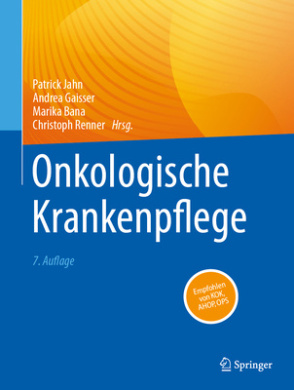 Patrick Jahn
Andrea Gaisser
Marika Bana
Christoph Renner Hrsg.
Onkologische
Krankenpflege
7. Auflage
Empfohlen
von KOK,
AHOP, OPS
Springer